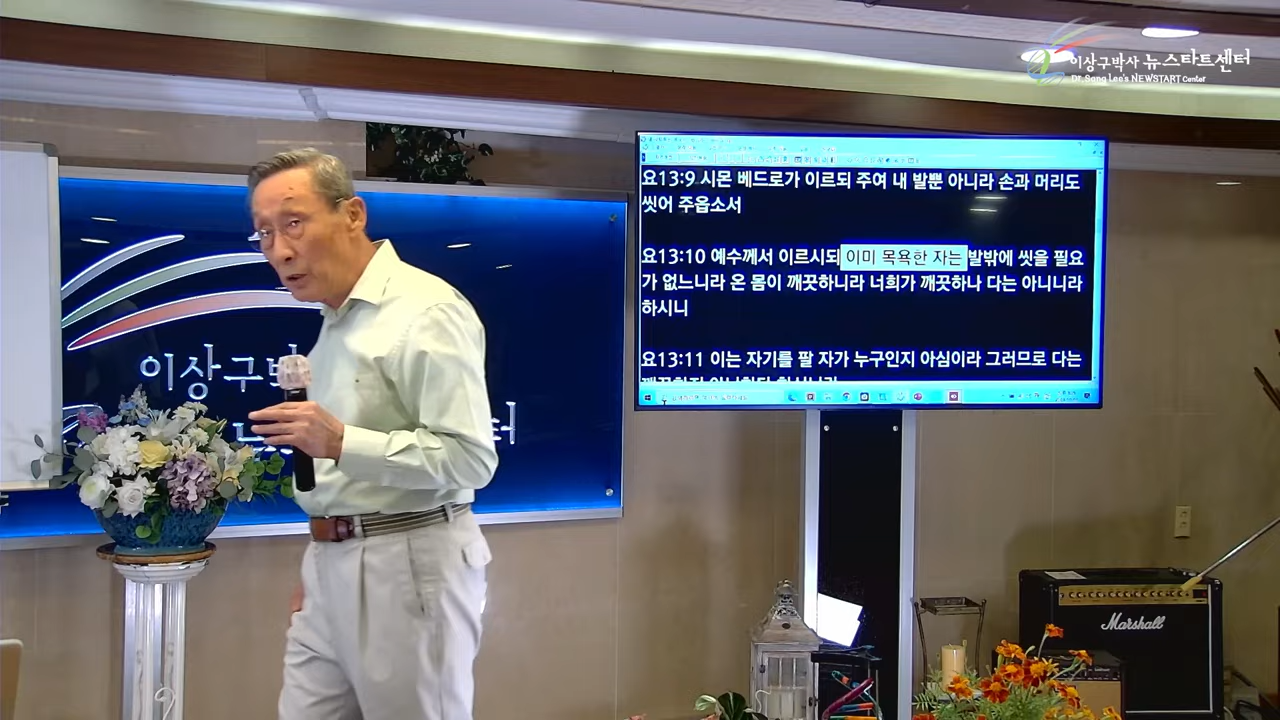 이상구박사 뉴스타트센터
Dr. Sang Lee's NEWSTART Center
요13:9 시몬 베드로가 이르되 주여 내 발뿐 아니라 손과 머리도
씻어 주옵소서
요13:10 예수께서 이르시되 이미 목욕한 자는 발밖에 씻을 필요
가 없느니라 온 몸이 깨끗하니라 너희가 깨끗하나 다는 아니니라
하시니
요13:11 이는 자기를 팔 자가 누구인지 아심이라 그러므로 다는
이상구박
터
Marshall